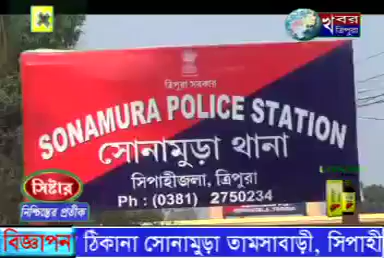 খবর
ত্রিপুরা
ত্রিপুরা সরকার
SONAMURA POLICE STATION
সোনামুড়া থানা
সিপাহীজলা, ত্রিপুরা
Ph : (0381) 2750234
সিষ্টার
নিশ্চিন্তের প্রতীক
বিজ্ঞাপন ঠিকানা সোনামুড়া তামসাবাড়ী, সিপাহী